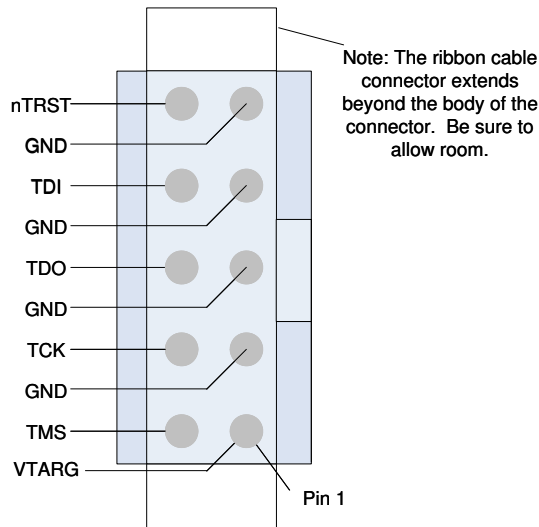 Note: The ribbon cable
connector extends
beyond the body of the
connector. Be sure to
allow room.
nTRST
GND
TDI
GND
TDO
GND
TCK
GND
TMS
VTARG
Pin 1